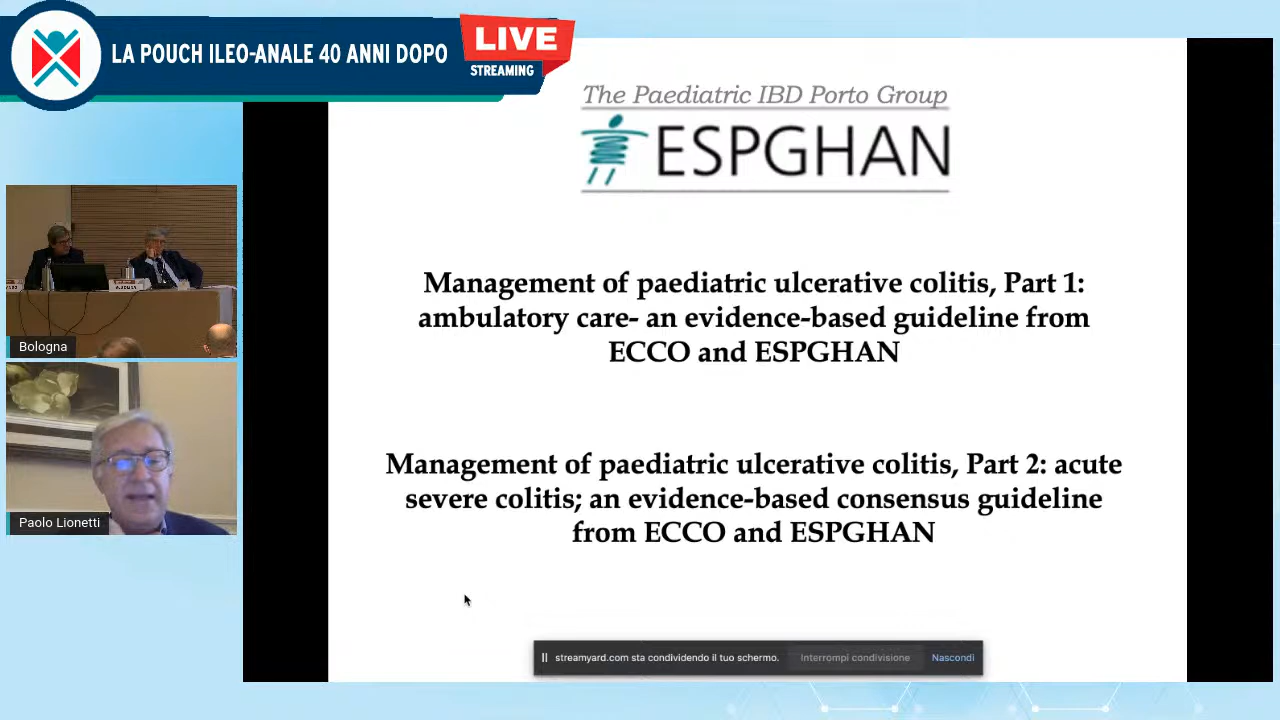 LA POUCH ILEO-ANALE 40 ANNI DOPO
LIVE
STREAMING
The Paediatric IBD Porto Group
ESPGHAN
Management of paediatric ulcerative colitis, Part 1:
ambulatory care- an evidence-based guideline from
ECCO and ESPGHAN
Management of paediatric ulcerative colitis, Part 2: acute
severe colitis; an evidence-based consensus guideline
from ECCO and ESPGHAN
Bologna
Paolo Lionetti
streamyard.com sta condividendo il tuo schermo.
Interrompi condivisione
Nascondi